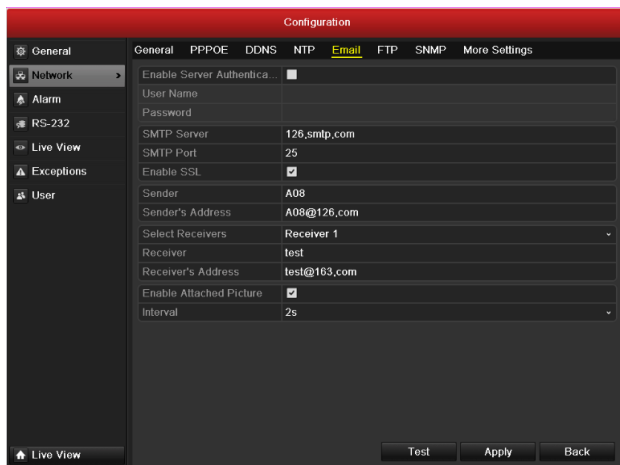 Configuration
General
Network
Alarm
RS-232
Live View
Exceptions
User
Live View
General PPPOE DDNS NTP Email FTP SNMP More Settings
Enable Server Authentica...
User Name
Password
SMTP Server 126,smtp,com
SMTP Port 25
Enable SSL
Sender A08
Sender's Address A08@126,com
Select Receivers Receiver 1
Receiver test
Receiver's Address test@163,com
Enable Attached Picture
Interval 2s
Test Apply Back